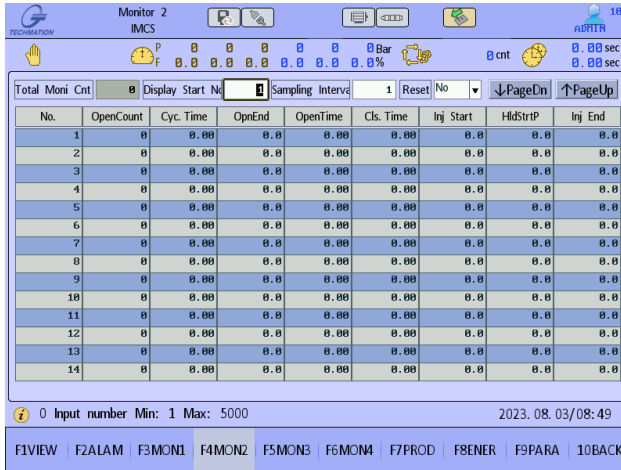 Monitor 2
IMCS
TECHMATION
10
ADMIN
P 0 0 0 0 0 0 Bar 0 cnt 0.00 sec
F 0.0 0.0 0.0 0.0 0.0 0.0% 0.00 sec
Total Moni Cnt 0 Display Start No 1 Sampling Interva 1 Reset No ↓PageDn ↑PageUp
No. OpenCount Cyc. Time OpnEnd OpenTime Cls. Time Inj Start HldStrtP Inj End
1 0 0.00 0.0 0.00 0.00 0.0 0.0 0.0
2 0 0.00 0.0 0.00 0.00 0.0 0.0 0.0
3 0 0.00 0.0 0.00 0.00 0.0 0.0 0.0
4 0 0.00 0.0 0.00 0.00 0.0 0.0 0.0
5 0 0.00 0.0 0.00 0.00 0.0 0.0 0.0
6 0 0.00 0.0 0.00 0.00 0.0 0.0 0.0
7 0 0.00 0.0 0.00 0.00 0.0 0.0 0.0
8 0 0.00 0.0 0.00 0.00 0.0 0.0 0.0
9 0 0.00 0.0 0.00 0.00 0.0 0.0 0.0
10 0 0.00 0.0 0.00 0.00 0.0 0.0 0.0
11 0 0.00 0.0 0.00 0.00 0.0 0.0 0.0
12 0 0.00 0.0 0.00 0.00 0.0 0.0 0.0
13 0 0.00 0.0 0.00 0.00 0.0 0.0 0.0
14 0 0.00 0.0 0.00 0.00 0.0 0.0 0.0
0 Input number Min: 1 Max: 5000 2023. 08. 03/08:49
F1VIEW F2ALAM F3MON1 F4MON2 F5MON3 F6MON4 F7PROD F8ENER F9PARA 10BACK